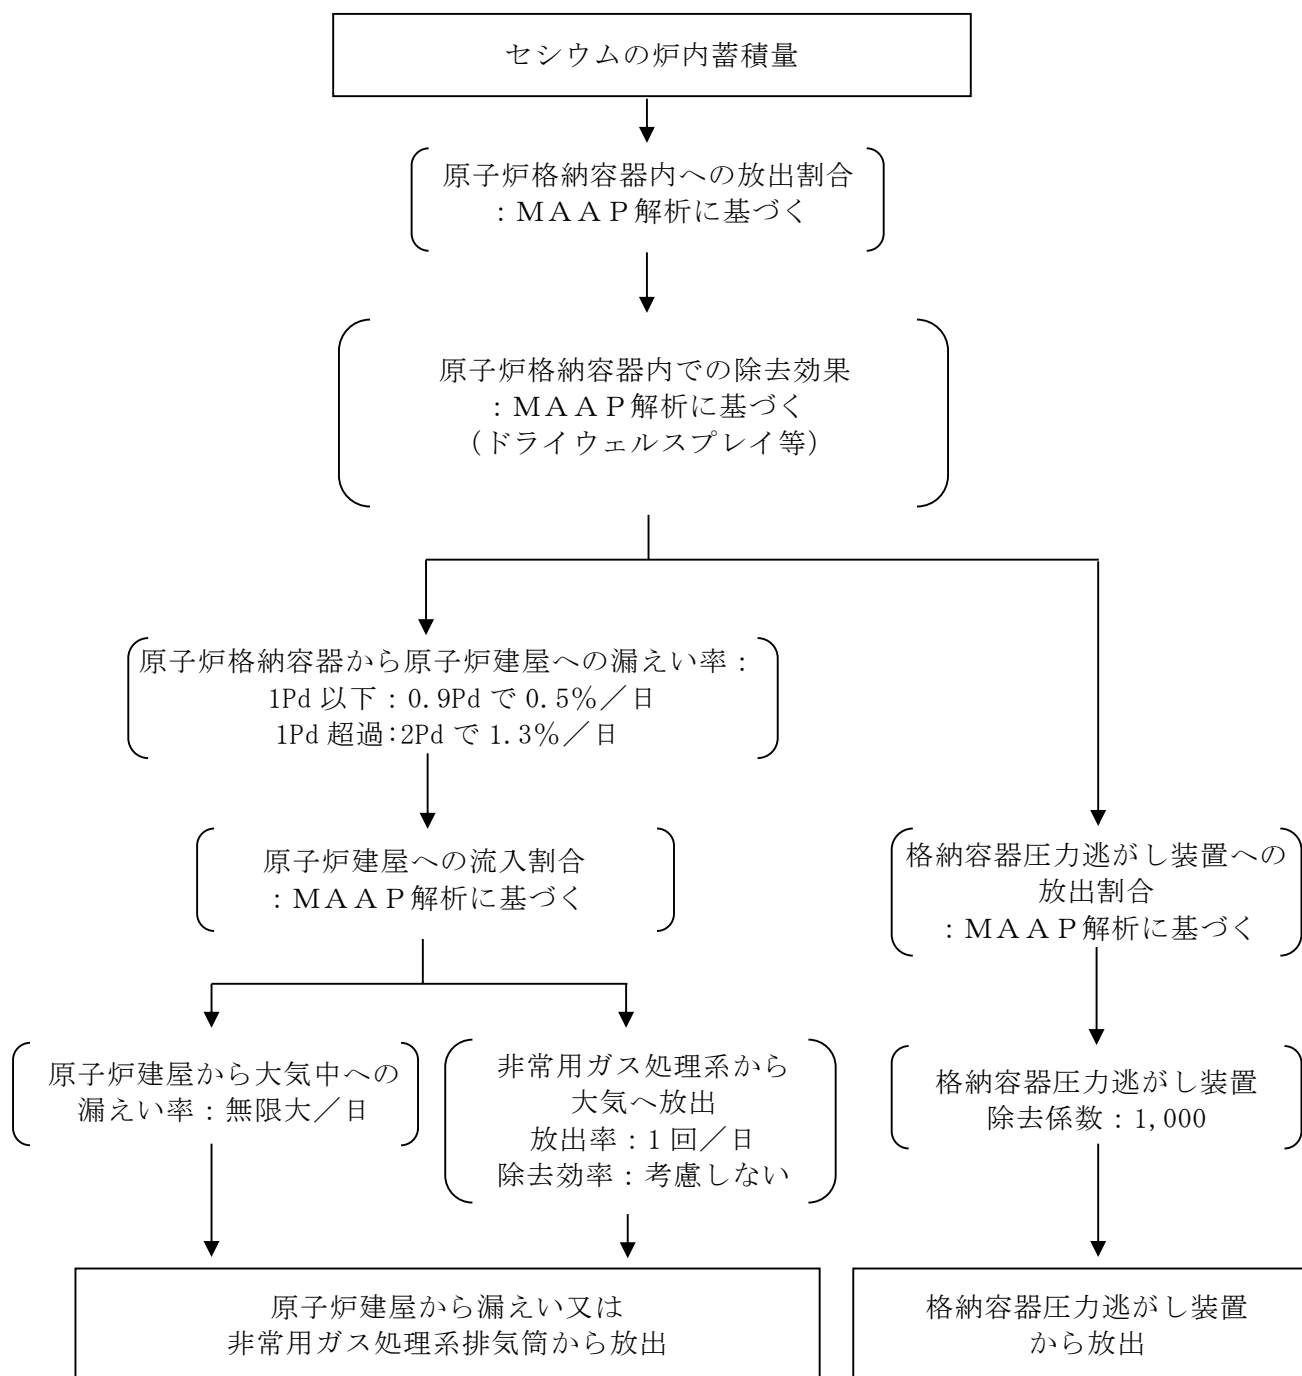 セシウムの炉内蓄積量
原子炉格納容器内への放出割合
：ＭＡＡＰ解析に基づく
原子炉格納容器内での除去効果
：ＭＡＡＰ解析に基づく
（ドライウェルスプレイ等）
原子炉格納容器から原子炉建屋への漏えい率：
1Pd 以下：0.9Pd で 0.5％／日
1Pd 超過：2Pd で 1.3％／日
原子炉建屋への流入割合
：ＭＡＡＰ解析に基づく
格納容器圧力逃がし装置への
放出割合
：ＭＡＡＰ解析に基づく
原子炉建屋から大気中への
漏えい率：無限大／日
非常用ガス処理系から
大気へ放出
放出率：1 回／日
除去効率：考慮しない
格納容器圧力逃がし装置
除去係数：1,000
原子炉建屋から漏えい又は
非常用ガス処理系排気筒から放出
格納容器圧力逃がし装置
から放出